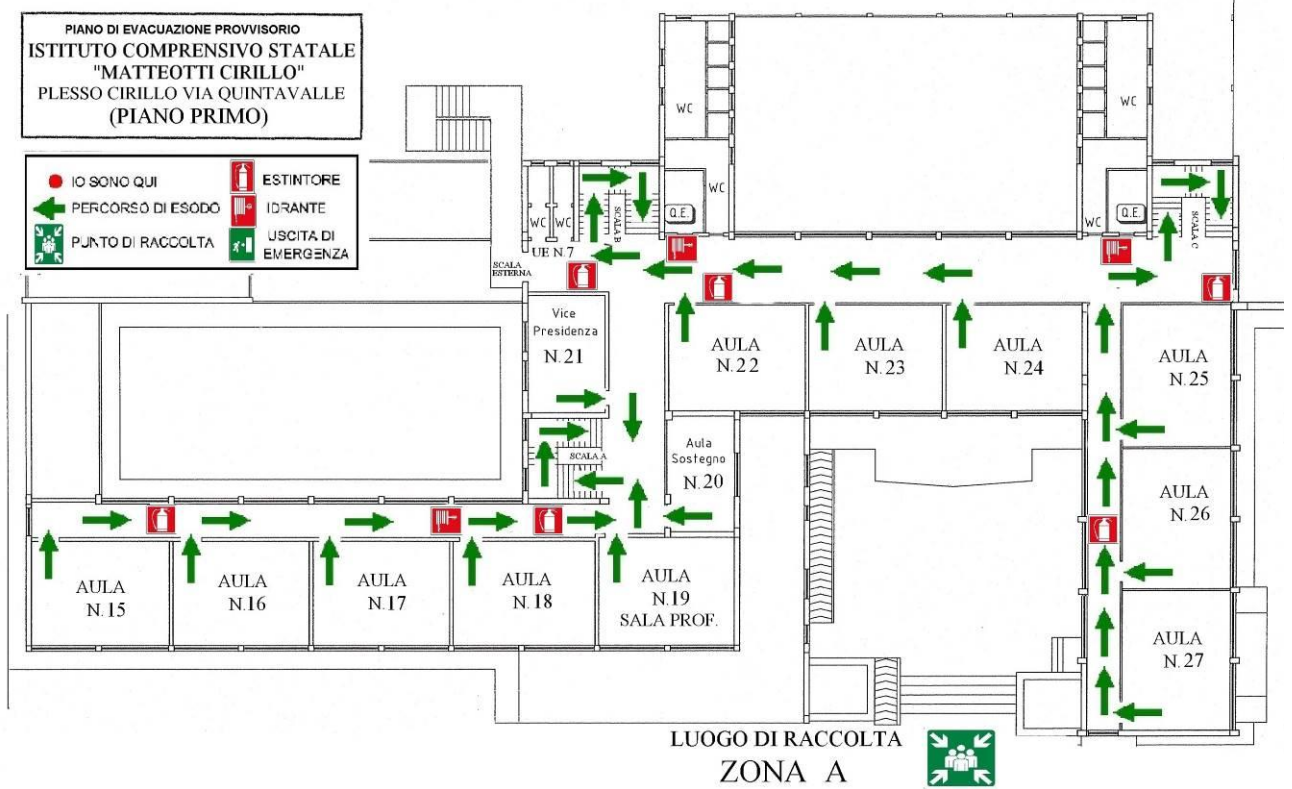 PIANO DI EVACUAZIONE PROVVISORIO
ISTITUTO COMPRENSIVO STATALE
"MATTEOTTI CIRILLO"
PLESSO CIRILLO VIA QUINTAVALLE
(PIANO PRIMO)
IO SONO QUI
ESTINTORE
PERCORSO DI ESODO
IDRANTE
PUNTO DI RACCOLTA
USCITA DI
EMERGENZA
WC
WC
WC
WC
WC
WC
SCALA B
Q.E.
Q.E.
SCALA C
UE N.7
SCALA
ESTERNA
Vice
Presidenza
N.21
AULA
N.22
AULA
N.23
AULA
N.24
AULA
N.25
SCALA A
Aula
Sostegno
N.20
AULA
N.26
AULA
N.15
AULA
N.16
AULA
N.17
AULA
N.18
AULA
N.19
SALA PROF.
AULA
N.27
LUOGO DI RACCOLTA
ZONA A